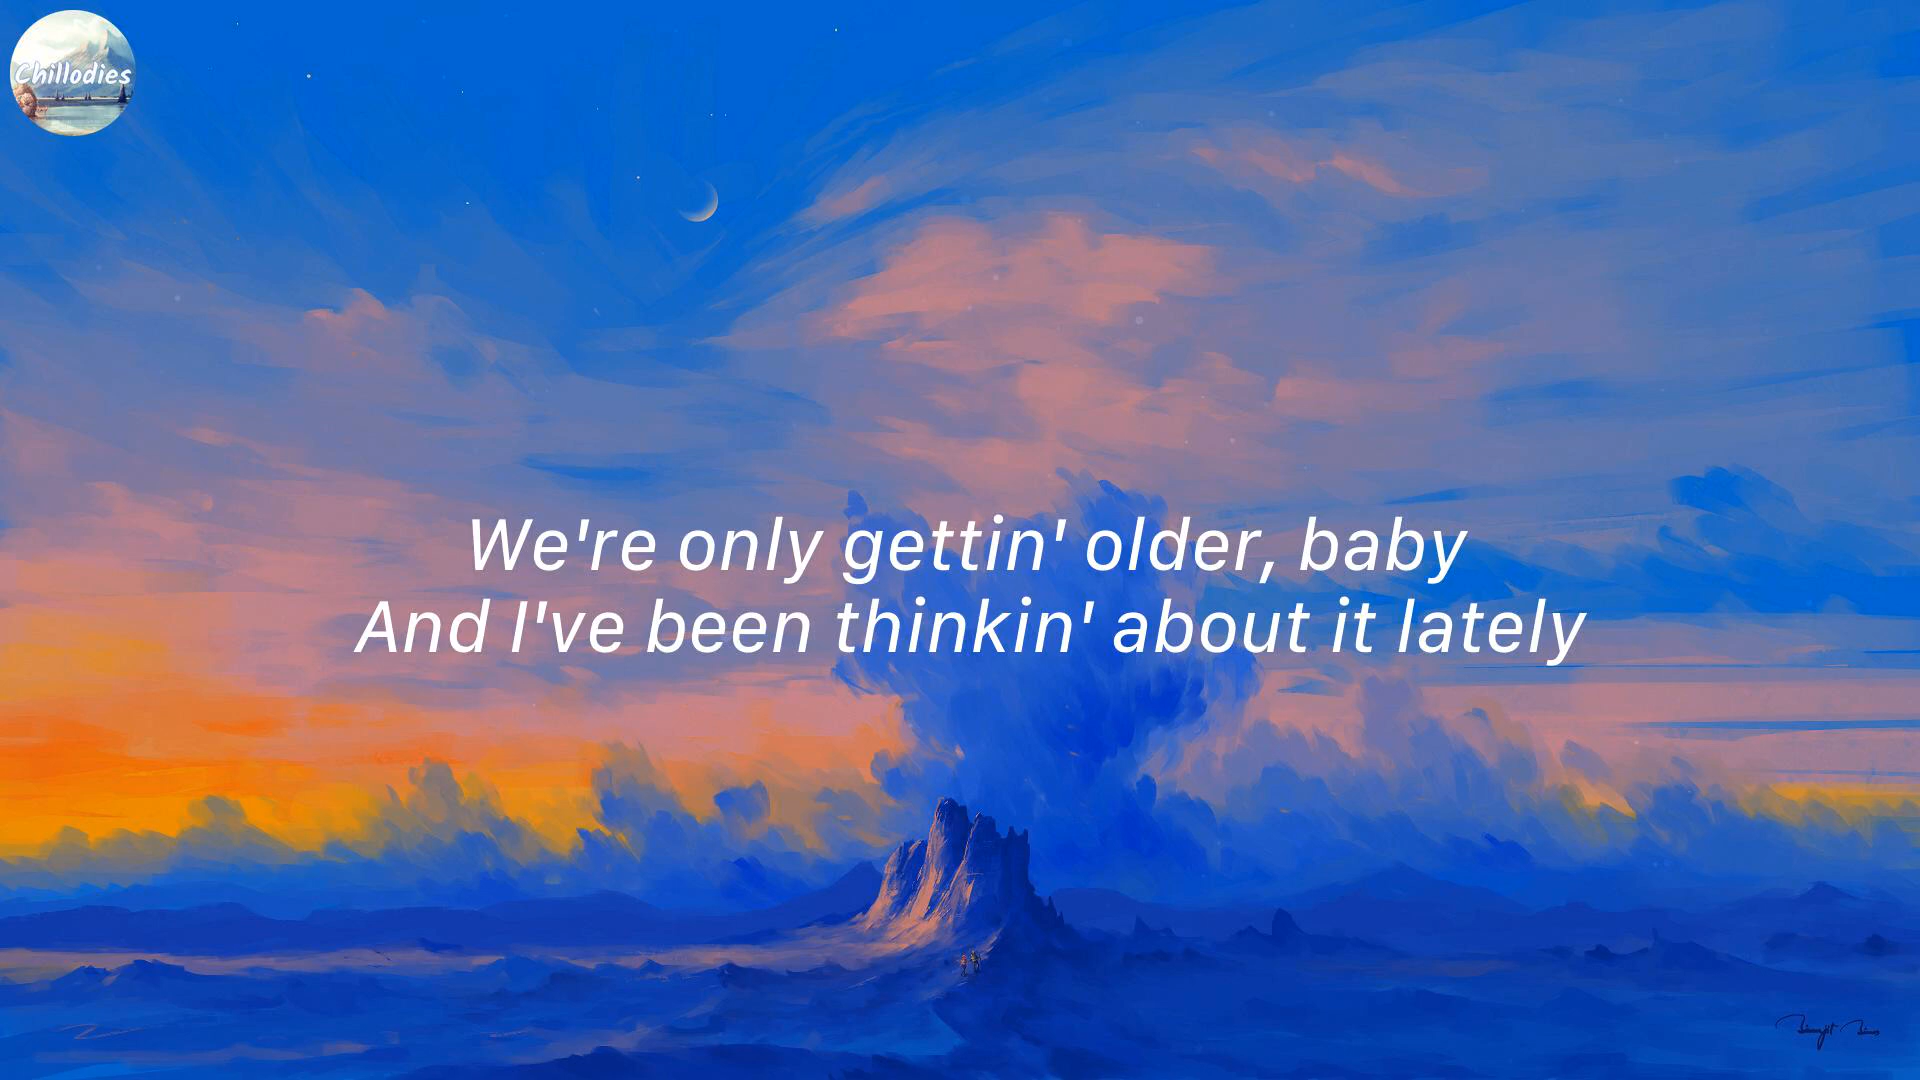 Chillodies
We're only gettin' older, baby
And I've been thinkin' about it lately